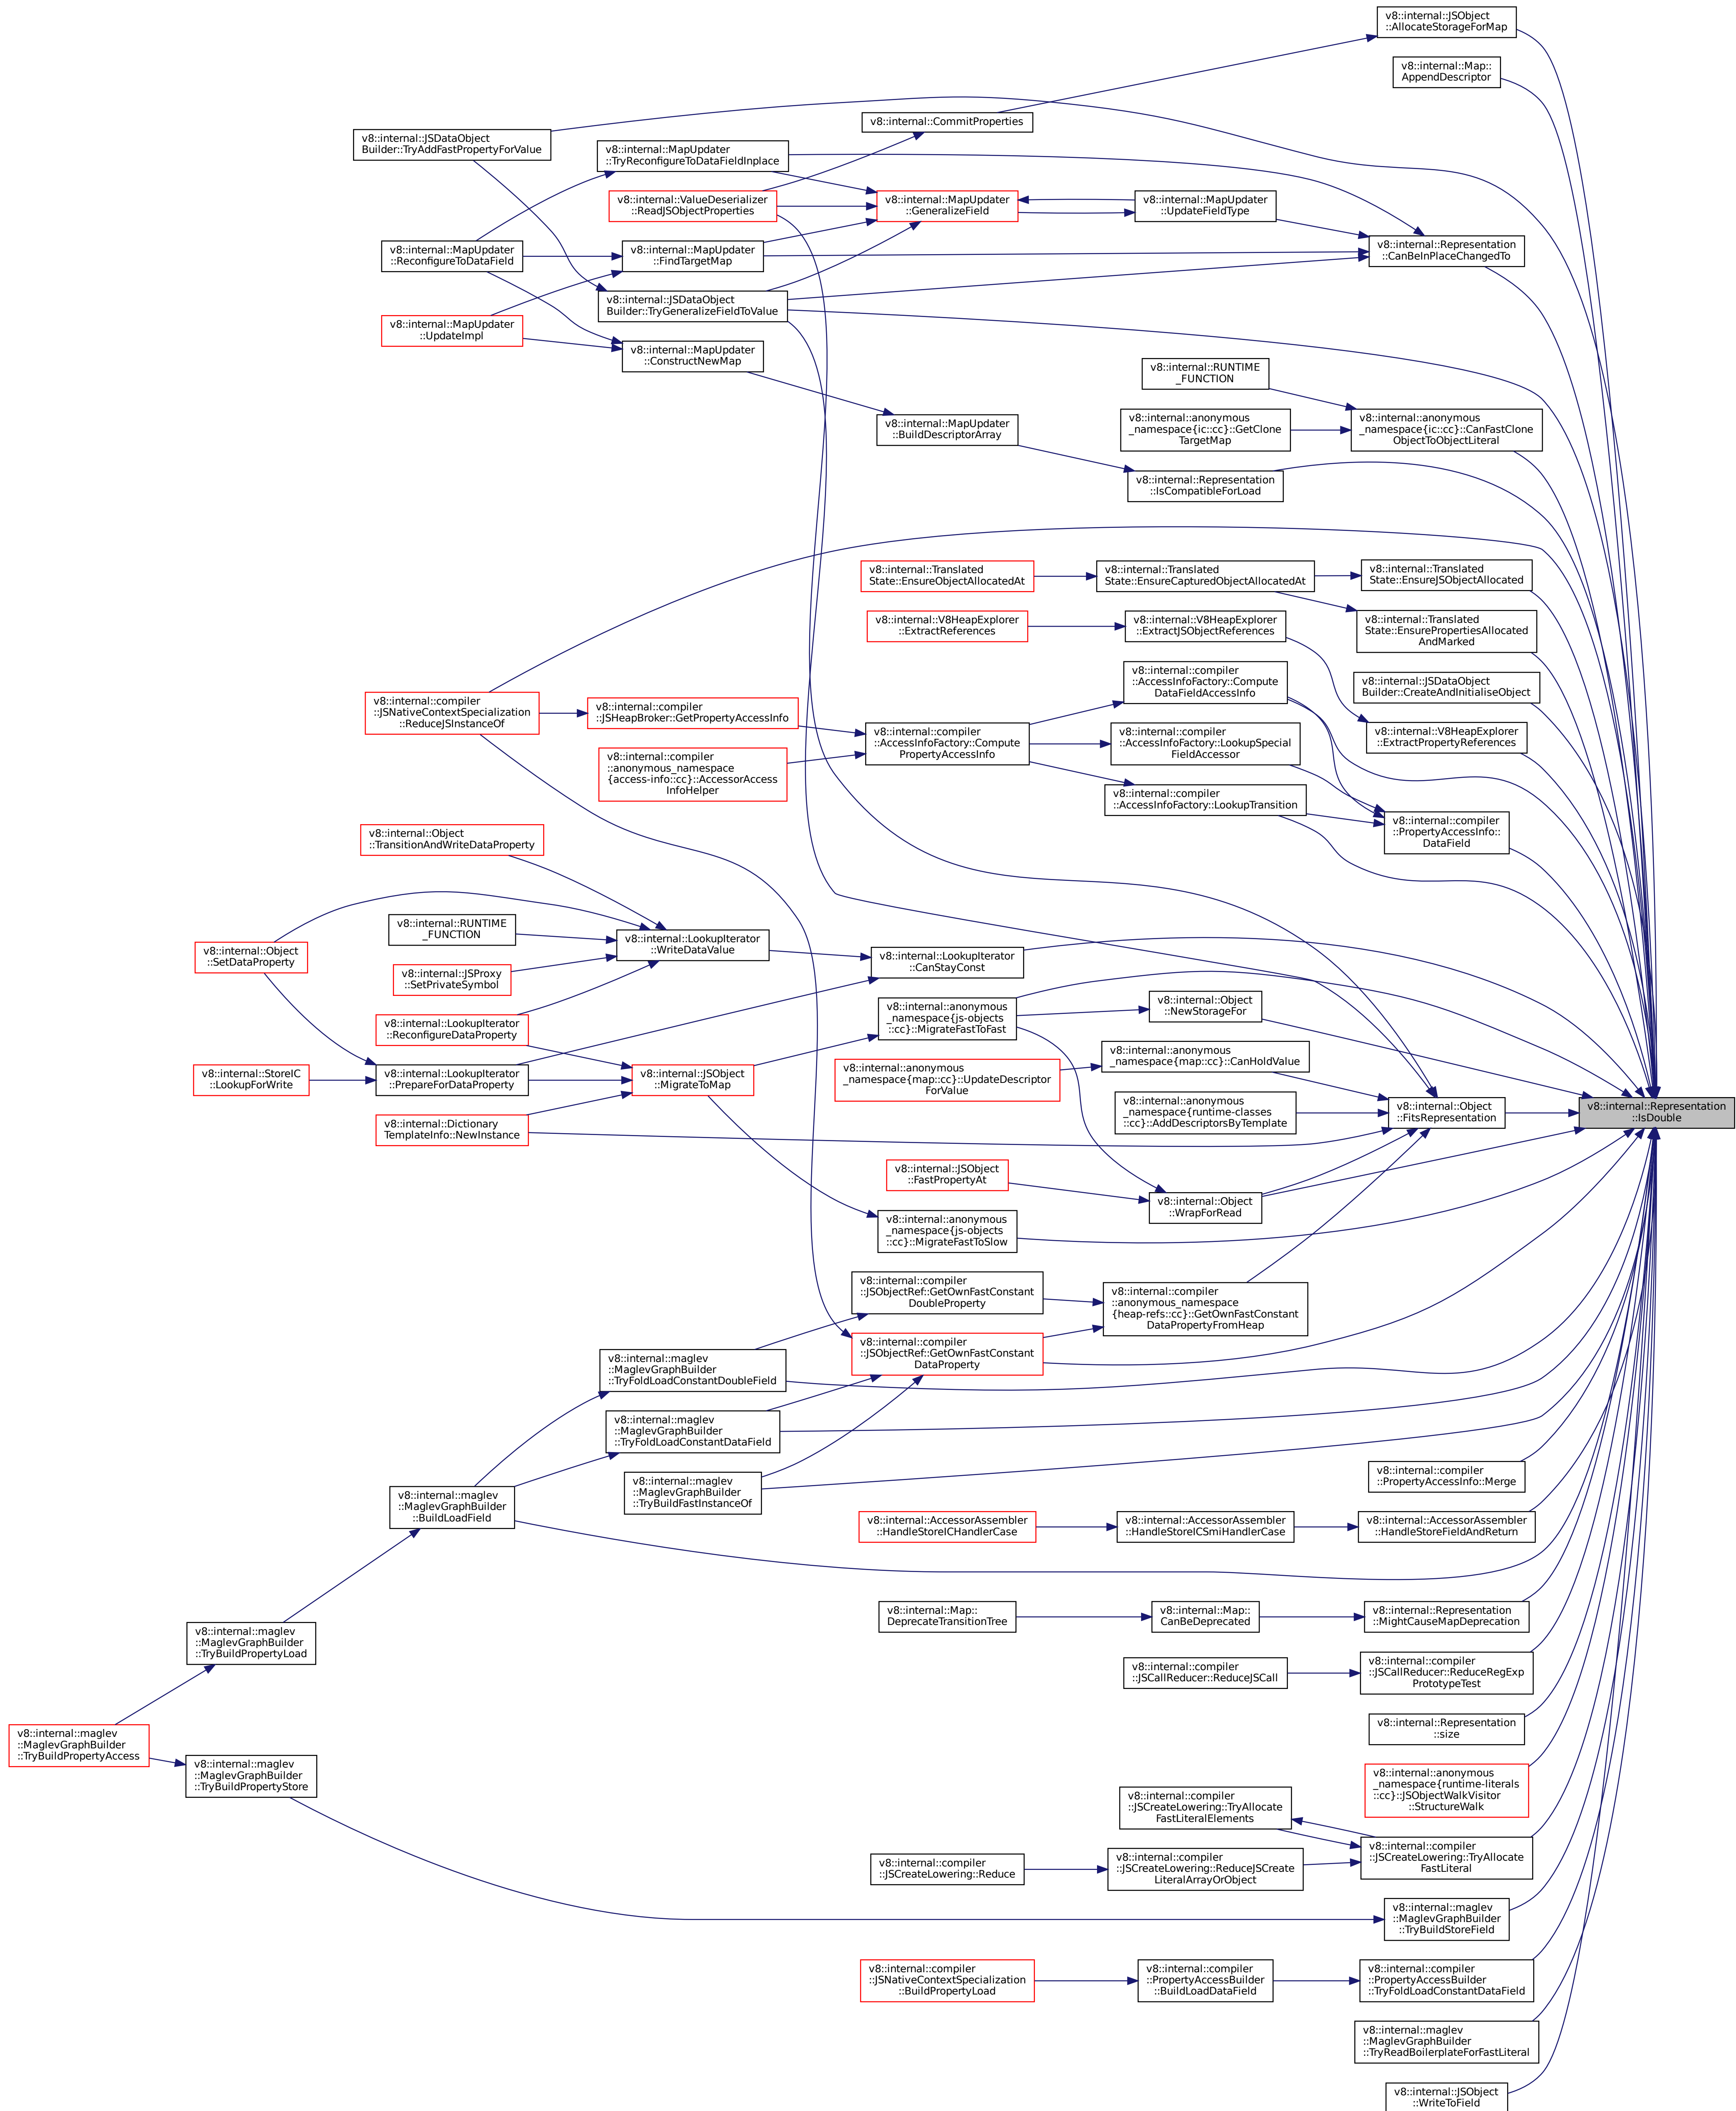 v8::internal::JSObject
::AllocateStorageForMap
v8::internal::Map::
AppendDescriptor
v8::internal::CommitProperties
v8::internal::JSDataObject
Builder::TryAddFastPropertyForValue
v8::internal::MapUpdater
::TryReconfigureToDataFieldInplace
v8::internal::ValueDeserializer
::ReadJSObjectProperties
v8::internal::MapUpdater
::GeneralizeField
v8::internal::MapUpdater
::UpdateFieldType
v8::internal::MapUpdater
::ReconfigureToDataField
v8::internal::MapUpdater
::FindTargetMap
v8::internal::Representation
::CanBeInPlaceChangedTo
v8::internal::JSDataObject
Builder::TryGeneralizeFieldToValue
v8::internal::MapUpdater
::UpdateImpl
v8::internal::MapUpdater
::ConstructNewMap
v8::internal::RUNTIME
_FUNCTION
v8::internal::MapUpdater
::BuildDescriptorArray
v8::internal::anonymous
_namespace{ic::cc}::GetClone
TargetMap
v8::internal::anonymous
_namespace{ic::cc}::CanFastClone
ObjectToObjectLiteral
v8::internal::Representation
::IsCompatibleForLoad
v8::internal::Translated
State::EnsureObjectAllocatedAt
v8::internal::Translated
State::EnsureCapturedObjectAllocatedAt
v8::internal::Translated
State::EnsureJSObjectAllocated
v8::internal::V8HeapExplorer
::ExtractReferences
v8::internal::V8HeapExplorer
::ExtractJSObjectReferences
v8::internal::Translated
State::EnsurePropertiesAllocated
AndMarked
v8::internal::compiler
::AccessInfoFactory::Compute
DataFieldAccessInfo
v8::internal::JSDataObject
Builder::CreateAndInitialiseObject
v8::internal::compiler
::JSNativeContextSpecialization
::ReduceJSInstanceOf
v8::internal::compiler
::JSHeapBroker::GetPropertyAccessInfo
v8::internal::compiler
::AccessInfoFactory::Compute
PropertyAccessInfo
v8::internal::compiler
::AccessInfoFactory::LookupSpecial
FieldAccessor
v8::internal::V8HeapExplorer
::ExtractPropertyReferences
v8::internal::compiler
::anonymous_namespace
{access-info::cc}::AccessorAccess
InfoHelper
v8::internal::compiler
::AccessInfoFactory::LookupTransition
v8::internal::compiler
::PropertyAccessInfo::
DataField
v8::internal::Object
::TransitionAndWriteDataProperty
v8::internal::RUNTIME
_FUNCTION
v8::internal::LookupIterator
::WriteDataValue
v8::internal::Object
::SetDataProperty
v8::internal::LookupIterator
::CanStayConst
v8::internal::JSProxy
::SetPrivateSymbol
v8::internal::LookupIterator
::ReconfigureDataProperty
v8::internal::anonymous
_namespace{js-objects
::cc}::MigrateFastToFast
v8::internal::Object
::NewStorageFor
v8::internal::StoreIC
::LookupForWrite
v8::internal::LookupIterator
::PrepareForDataProperty
v8::internal::JSObject
::MigrateToMap
v8::internal::anonymous
_namespace{map::cc}::UpdateDescriptor
ForValue
v8::internal::anonymous
_namespace{map::cc}::CanHoldValue
v8::internal::Dictionary
TemplateInfo::NewInstance
v8::internal::anonymous
_namespace{runtime-classes
::cc}::AddDescriptorsByTemplate
v8::internal::Object
::FitsRepresentation
v8::internal::Representation
::IsDouble
v8::internal::JSObject
::FastPropertyAt
v8::internal::Object
::WrapForRead
v8::internal::anonymous
_namespace{js-objects
::cc}::MigrateFastToSlow
v8::internal::compiler
::JSObjectRef::GetOwnFastConstant
DoubleProperty
v8::internal::compiler
::anonymous_namespace
{heap-refs::cc}::GetOwnFastConstant
DataPropertyFromHeap
v8::internal::compiler
::JSObjectRef::GetOwnFastConstant
DataProperty
v8::internal::maglev
::MaglevGraphBuilder
::TryFoldLoadConstantDoubleField
v8::internal::maglev
::MaglevGraphBuilder
::TryFoldLoadConstantDataField
v8::internal::maglev
::MaglevGraphBuilder
::TryBuildFastInstanceOf
v8::internal::compiler
::PropertyAccessInfo::Merge
v8::internal::maglev
::MaglevGraphBuilder
::BuildLoadField
v8::internal::AccessorAssembler
::HandleStoreICHandlerCase
v8::internal::AccessorAssembler
::HandleStoreICSmiHandlerCase
v8::internal::AccessorAssembler
::HandleStoreFieldAndReturn
v8::internal::Map::
DeprecateTransitionTree
v8::internal::Map::
CanBeDeprecated
v8::internal::Representation
::MightCauseMapDeprecation
v8::internal::maglev
::MaglevGraphBuilder
::TryBuildPropertyLoad
v8::internal::compiler
::JSCallReducer::ReduceJSCall
v8::internal::compiler
::JSCallReducer::ReduceRegExp
PrototypeTest
v8::internal::Representation
::size
v8::internal::maglev
::MaglevGraphBuilder
::TryBuildPropertyAccess
v8::internal::maglev
::MaglevGraphBuilder
::TryBuildPropertyStore
v8::internal::anonymous
_namespace{runtime-literals
::cc}::JSObjectWalkVisitor
::StructureWalk
v8::internal::compiler
::JSCreateLowering::TryAllocate
FastLiteralElements
v8::internal::compiler
::JSCreateLowering::TryAllocate
FastLiteral
v8::internal::compiler
::JSCreateLowering::Reduce
v8::internal::compiler
::JSCreateLowering::ReduceJSCreate
LiteralArrayOrObject
v8::internal::maglev
::MaglevGraphBuilder
::TryBuildStoreField
v8::internal::compiler
::JSNativeContextSpecialization
::BuildPropertyLoad
v8::internal::compiler
::PropertyAccessBuilder
::BuildLoadDataField
v8::internal::compiler
::PropertyAccessBuilder
::TryFoldLoadConstantDataField
v8::internal::maglev
::MaglevGraphBuilder
::TryReadBoilerplateForFastLiteral
v8::internal::JSObject
::WriteToField